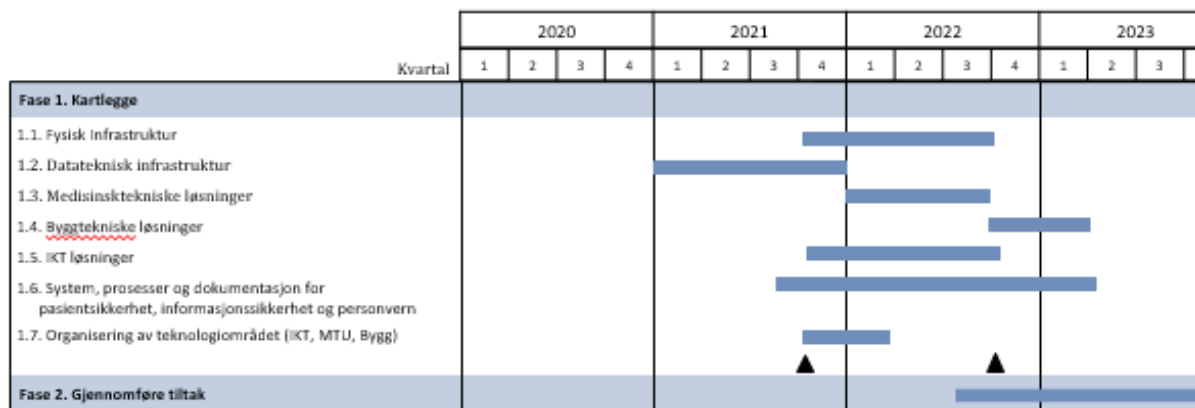 2020 2021 2022 2023
Kvartal 1 2 3 4 1 2 3 4 1 2 3 4 1 2 3
Fase 1. Kartlegge
1.1. Fysisk Infrastruktur
1.2. Datateknisk infrastruktur
1.3. Medisinsktekniske løsninger
1.4. Byggtekniske løsninger
1.5. IKT løsninger
1.6. System, prosesser og dokumentasjon for
pasientsikkerhet, informasjonssikkerhet og personvern
1.7. Organisering av teknologiområdet (IKT, MTU, Bygg)
Fase 2. Gjennomføre tiltak